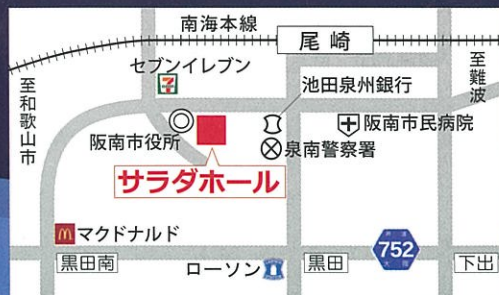 南海本線
尾崎
セブンイレブン
至難波
至和歌山市
池田泉州銀行
阪南市役所
阪南市民病院
泉南警察署
サラダホール
マクドナルド
752
黒田南
ローソン
黒田
下出